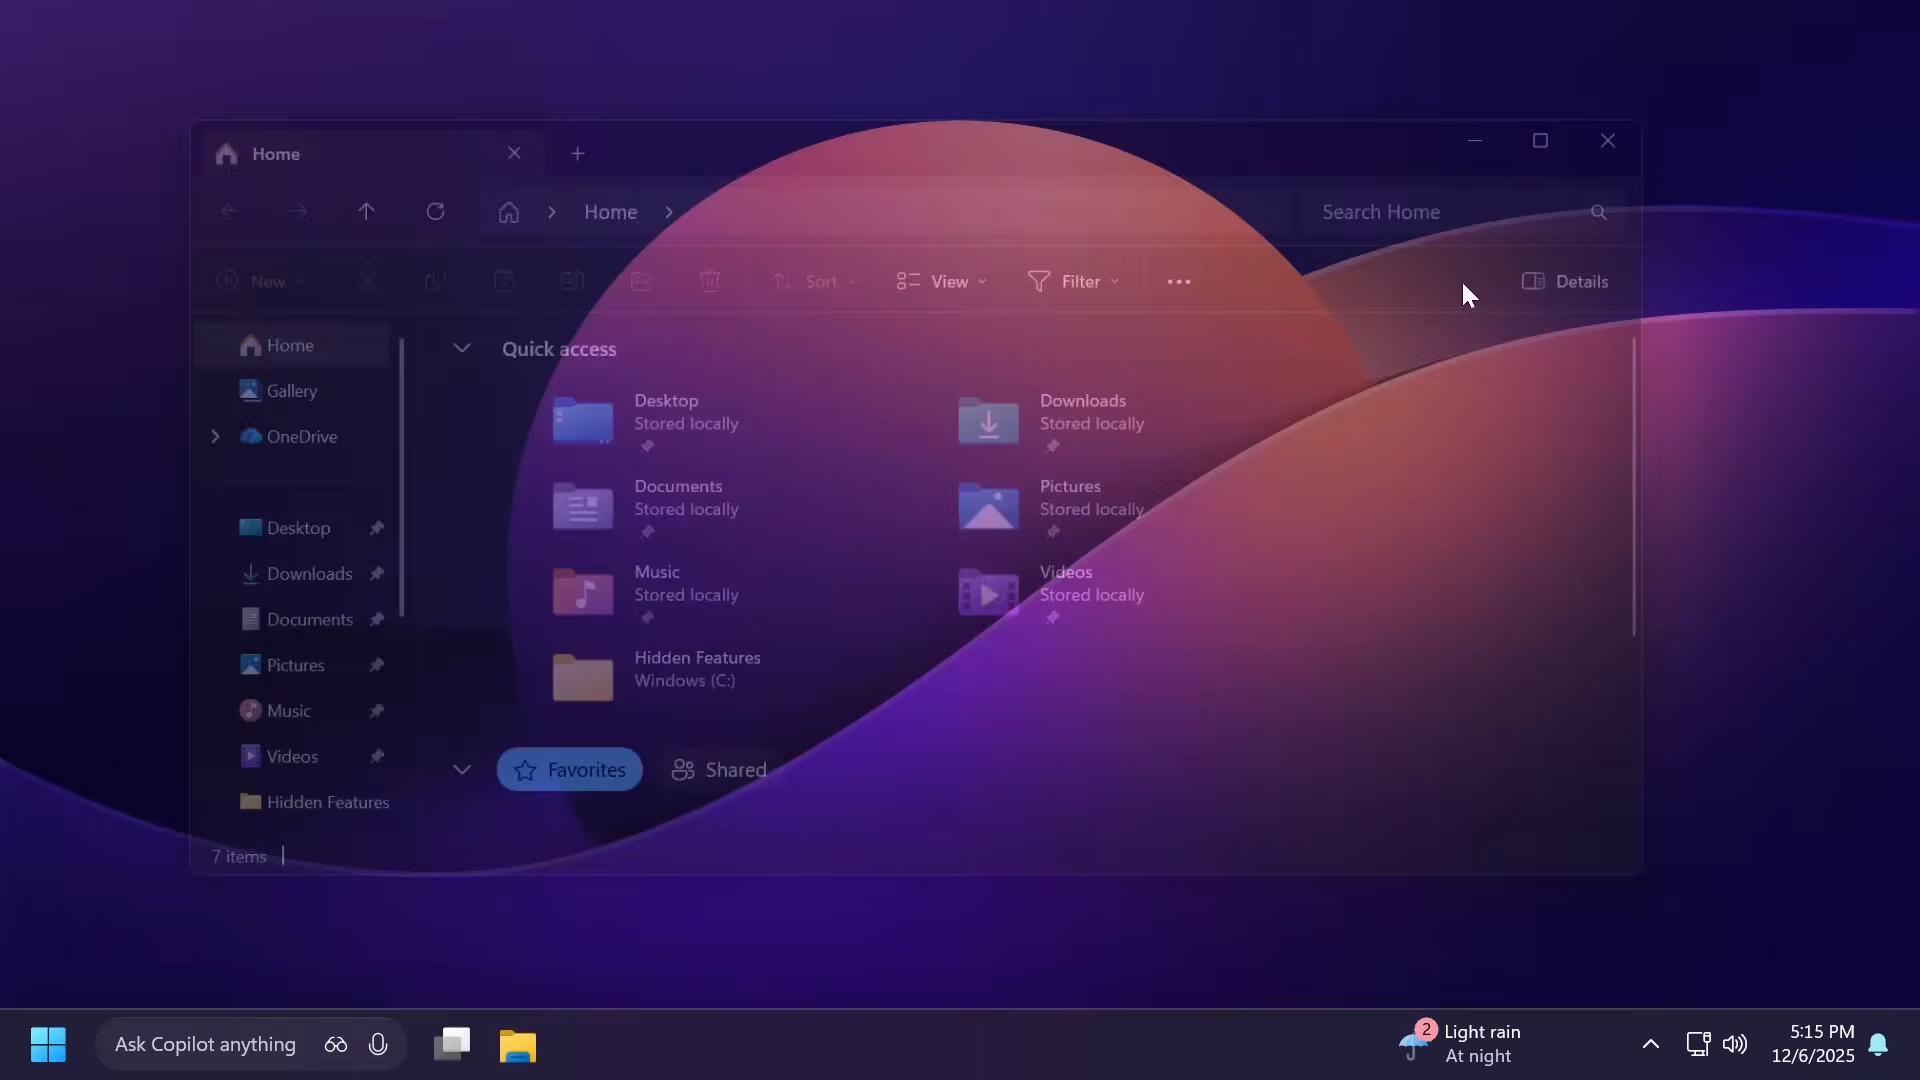 Home
Home
Search Home
New
Sort
View
Filter
Details
Home
Gallery
OneDrive
Desktop
Downloads
Documents
Pictures
Music
Videos
Hidden Features
Quick access
Desktop
Stored locally
Downloads
Stored locally
Documents
Stored locally
Pictures
Stored locally
Music
Stored locally
Videos
Stored locally
Hidden Features
Windows (C:)
Favorites
Shared
7 items
Ask Copilot anything
2
Light rain
At night
5:15 PM
12/6/2025